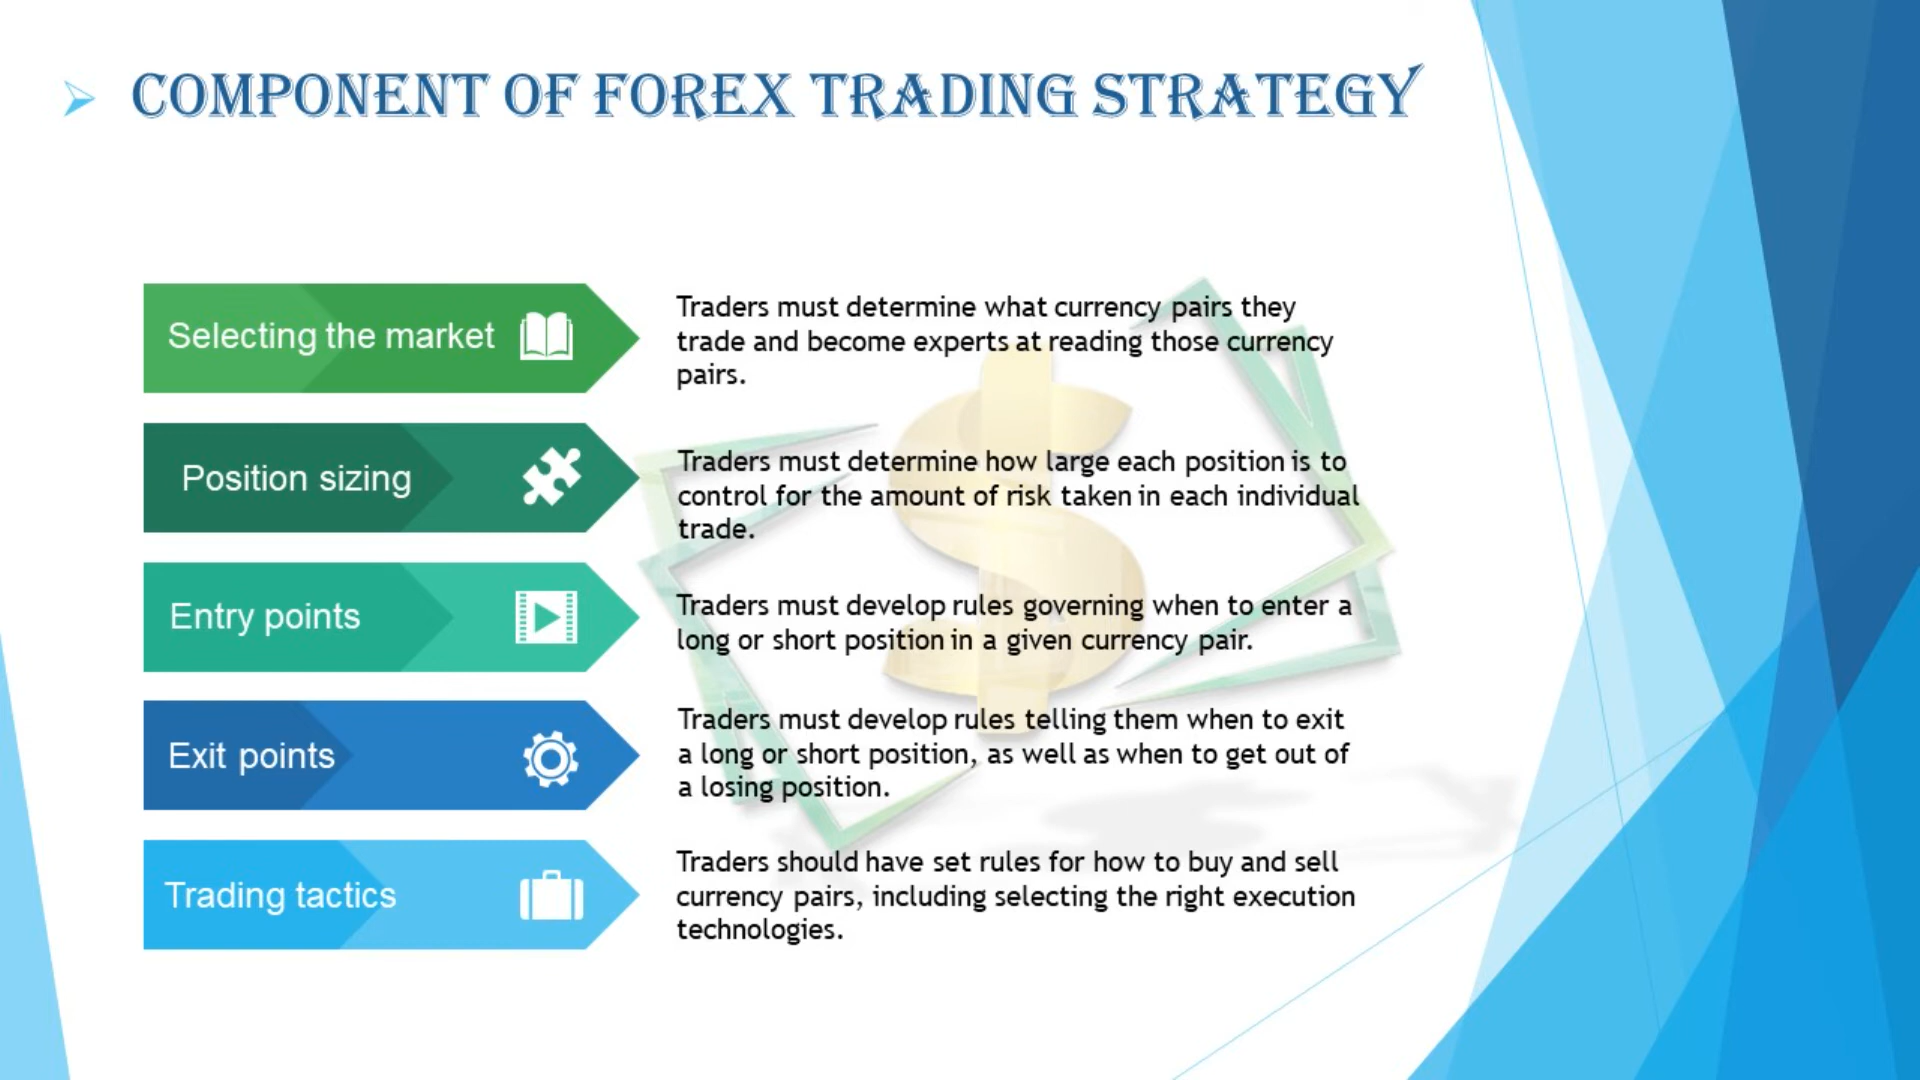 COMPONENT OF FOREX TRADING STRATEGY
Selecting the market
Traders must determine what currency pairs they
trade and become experts at reading those currency
pairs.
Position sizing
Traders must determine how large each position is to
control for the amount of risk taken in each individual
trade.
Entry points
Traders must develop rules governing when to enter a
long or short position in a given currency pair.
Exit points
Traders must develop rules telling them when to exit
a long or short position, as well as when to get out of
a losing position.
Trading tactics
Traders should have set rules for how to buy and sell
currency pairs, including selecting the right execution
technologies.